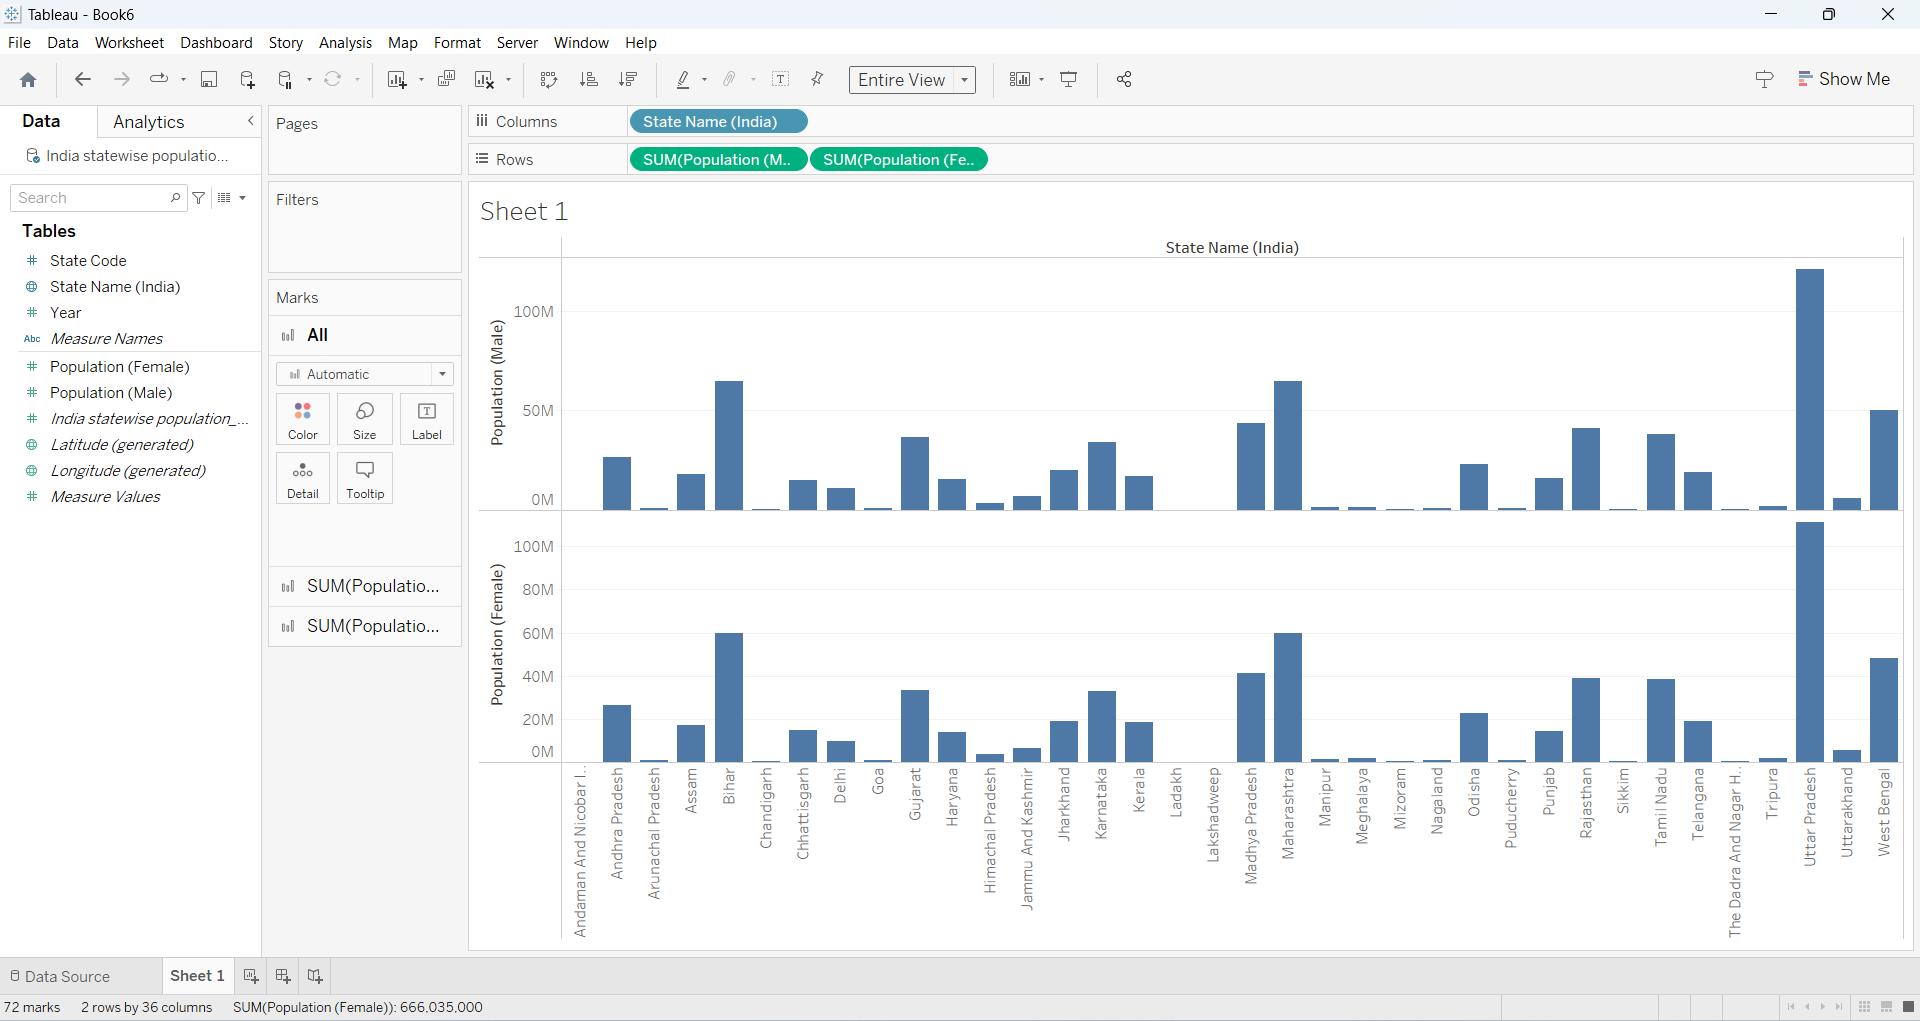 Tableau - Book6
File Data Worksheet Dashboard Story Analysis Map Format Server Window Help
Entire View
Show Me
Data Analytics
India statewise populatio...
Search
Tables
State Code
State Name (India)
Year
Abc Measure Names
Population (Female)
Population (Male)
India statewise population_...
Latitude (generated)
Longitude (generated)
Measure Values
Pages
Filters
Marks
All
Automatic
Color Size Label
Detail Tooltip
SUM(Populatio...
SUM(Populatio...
Columns State Name (India)
Rows SUM(Population (M.. SUM(Population (Fe..
Sheet 1
State Name (India)
Population (Male)
100M
50M
0M
Population (Female)
100M
80M
60M
40M
20M
0M
Andaman And Nicobar I..
Andhra Pradesh
Arunachal Pradesh
Assam
Bihar
Chandigarh
Chhattisgarh
Delhi
Goa
Gujarat
Haryana
Himachal Pradesh
Jammu And Kashmir
Jharkhand
Karnataka
Kerala
Ladakh
Lakshadweep
Madhya Pradesh
Maharashtra
Manipur
Meghalaya
Mizoram
Nagaland
Odisha
Puducherry
Punjab
Rajasthan
Sikkim
Tamil Nadu
Telangana
The Dadra And Nagar H..
Tripura
Uttar Pradesh
Uttarakhand
West Bengal
Data Source Sheet 1
72 marks 2 rows by 36 columns SUM(Population (Female)): 666,035,000